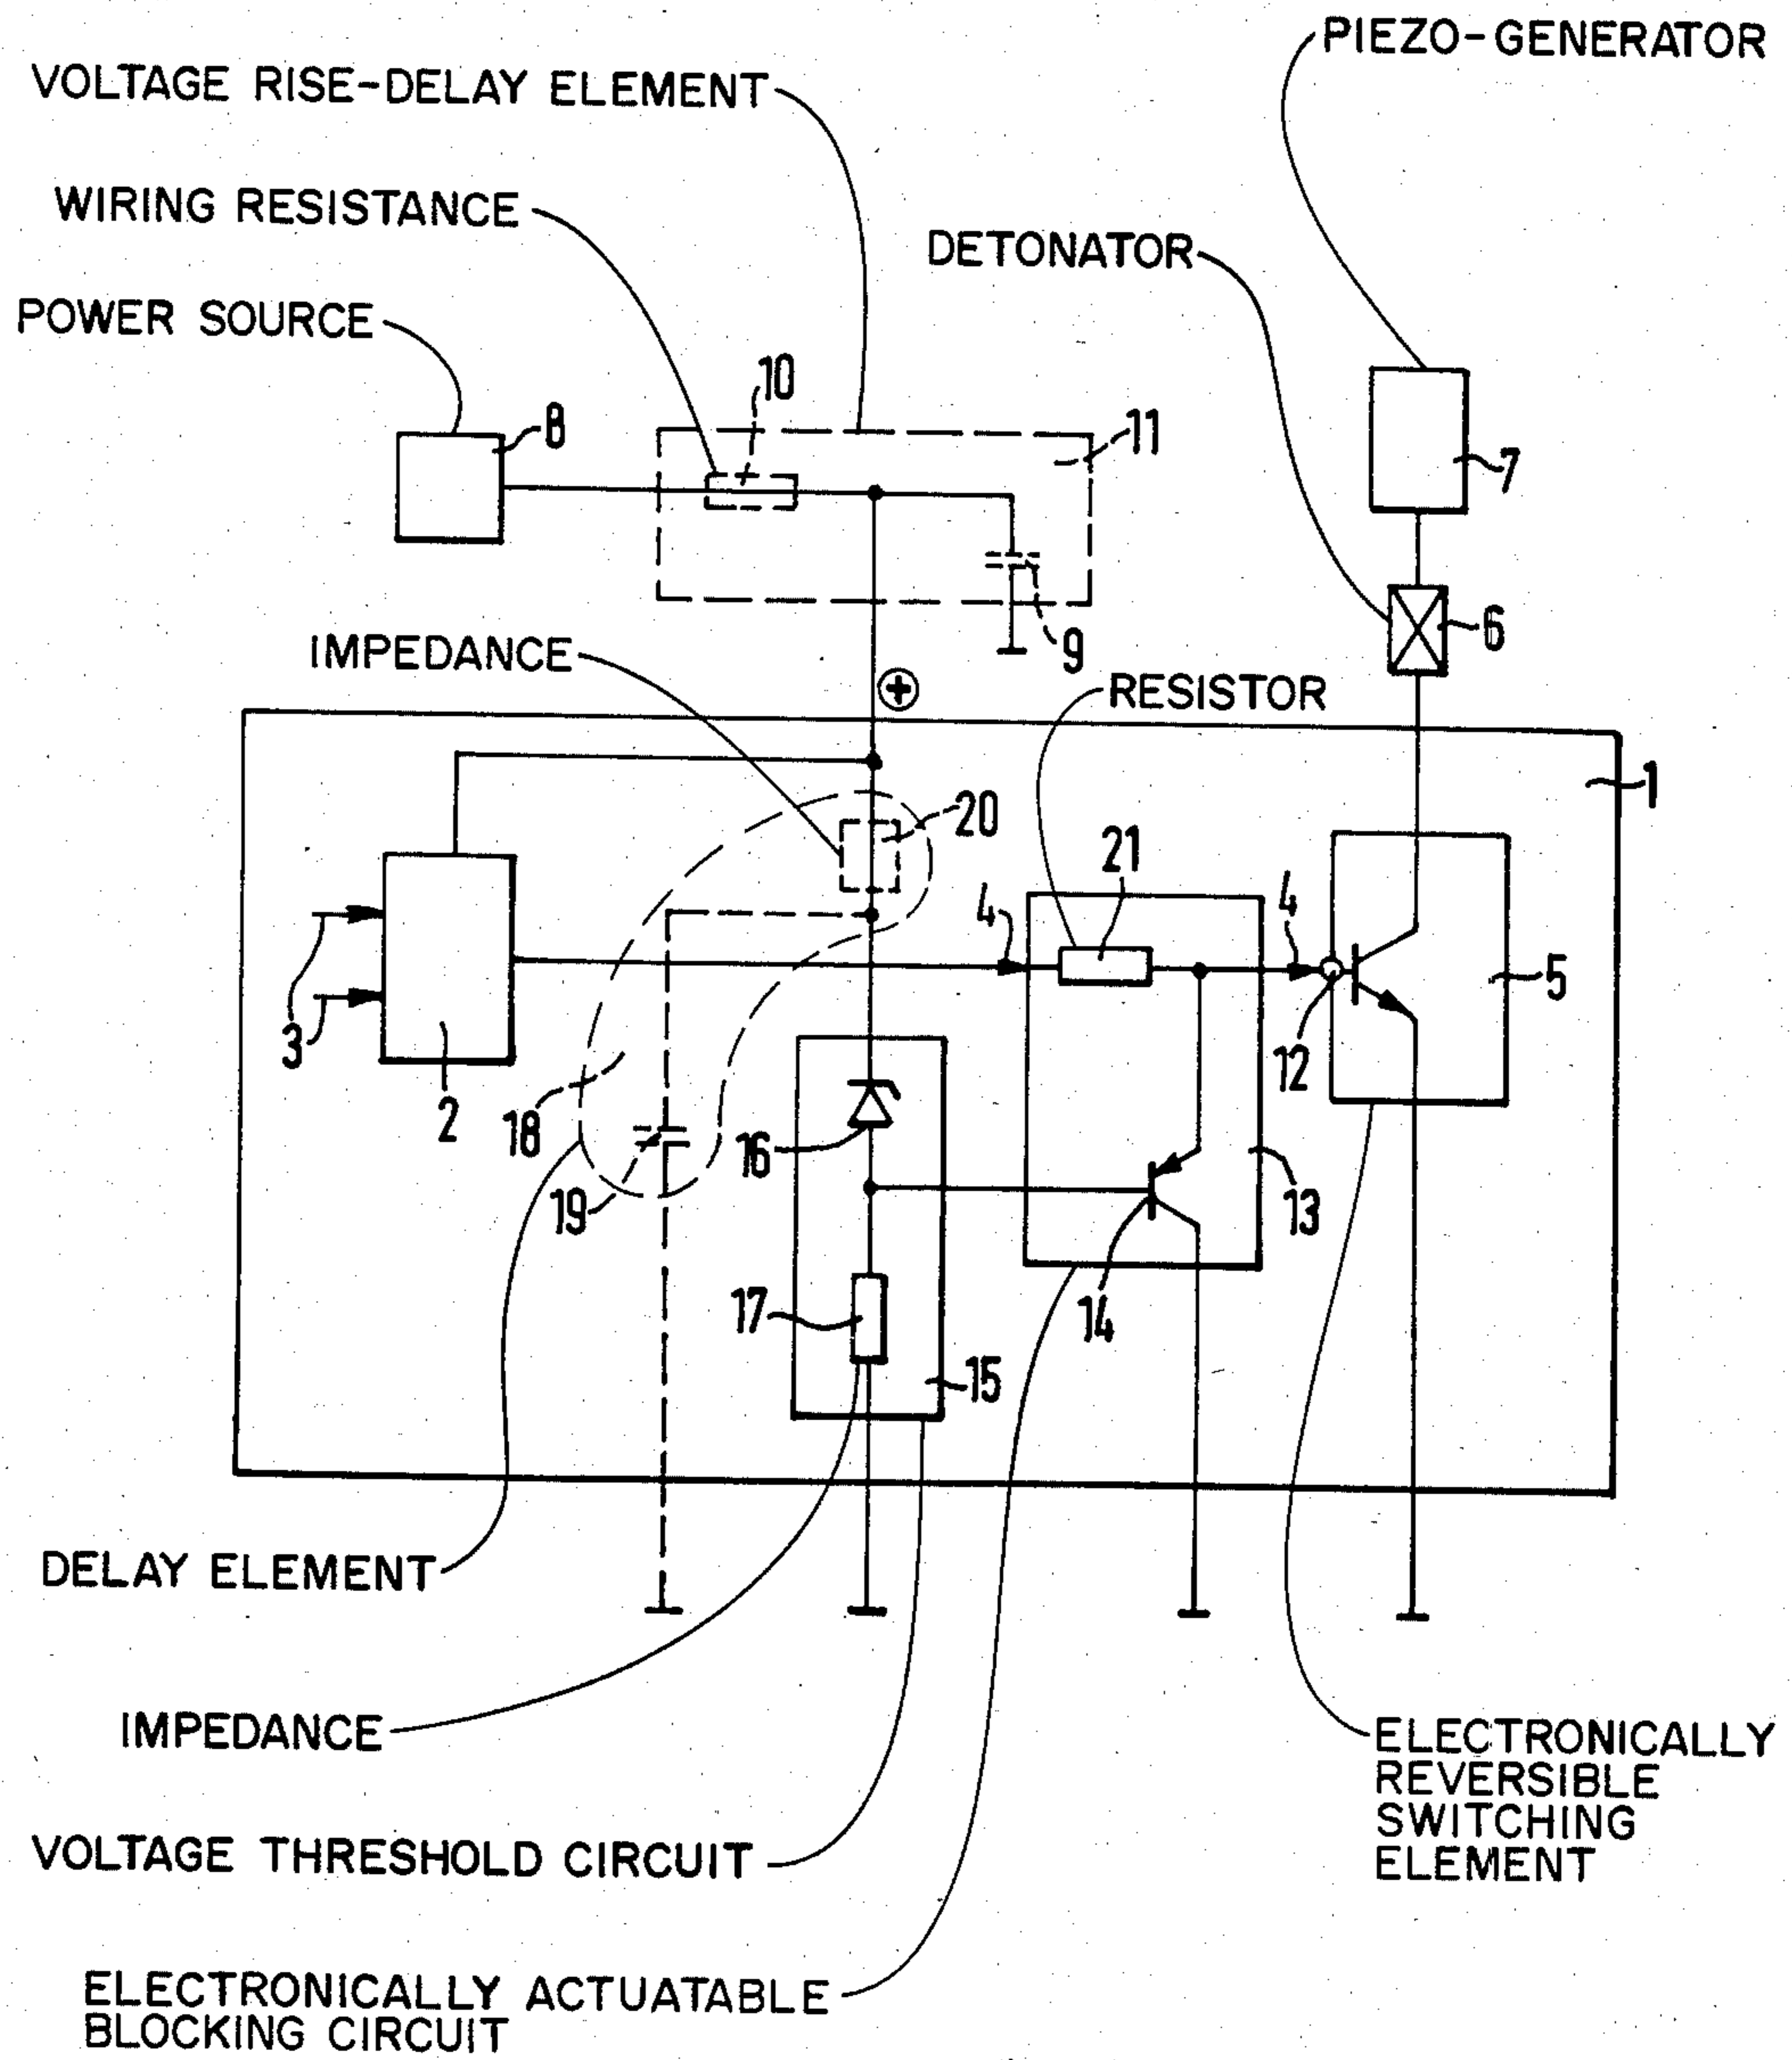 PIEZO-GENERATOR
VOLTAGE RISE-DELAY ELEMENT
WIRING RESISTANCE
DETONATOR
POWER SOURCE
10
8
11
7
9
6
IMPEDANCE
+
RESISTOR
1
20
21
4
4
5
3
2
12
18
16
19
13
17
14
15
DELAY ELEMENT
IMPEDANCE
ELECTRONICALLY
REVERSIBLE
SWITCHING
ELEMENT
VOLTAGE THRESHOLD CIRCUIT
ELECTRONICALLY ACTUATABLE
BLOCKING CIRCUIT